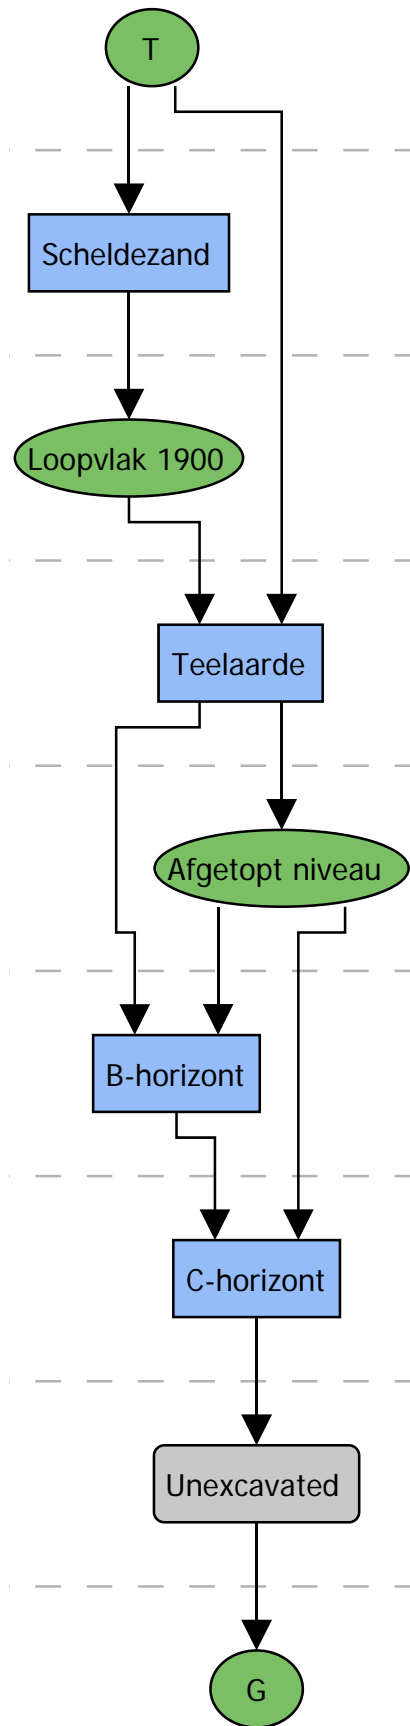 T
Scheldezand
Loopvlak 1900
Teelaarde
Afgetopt niveau
B-horizont
C-horizont
Unexcavated
G